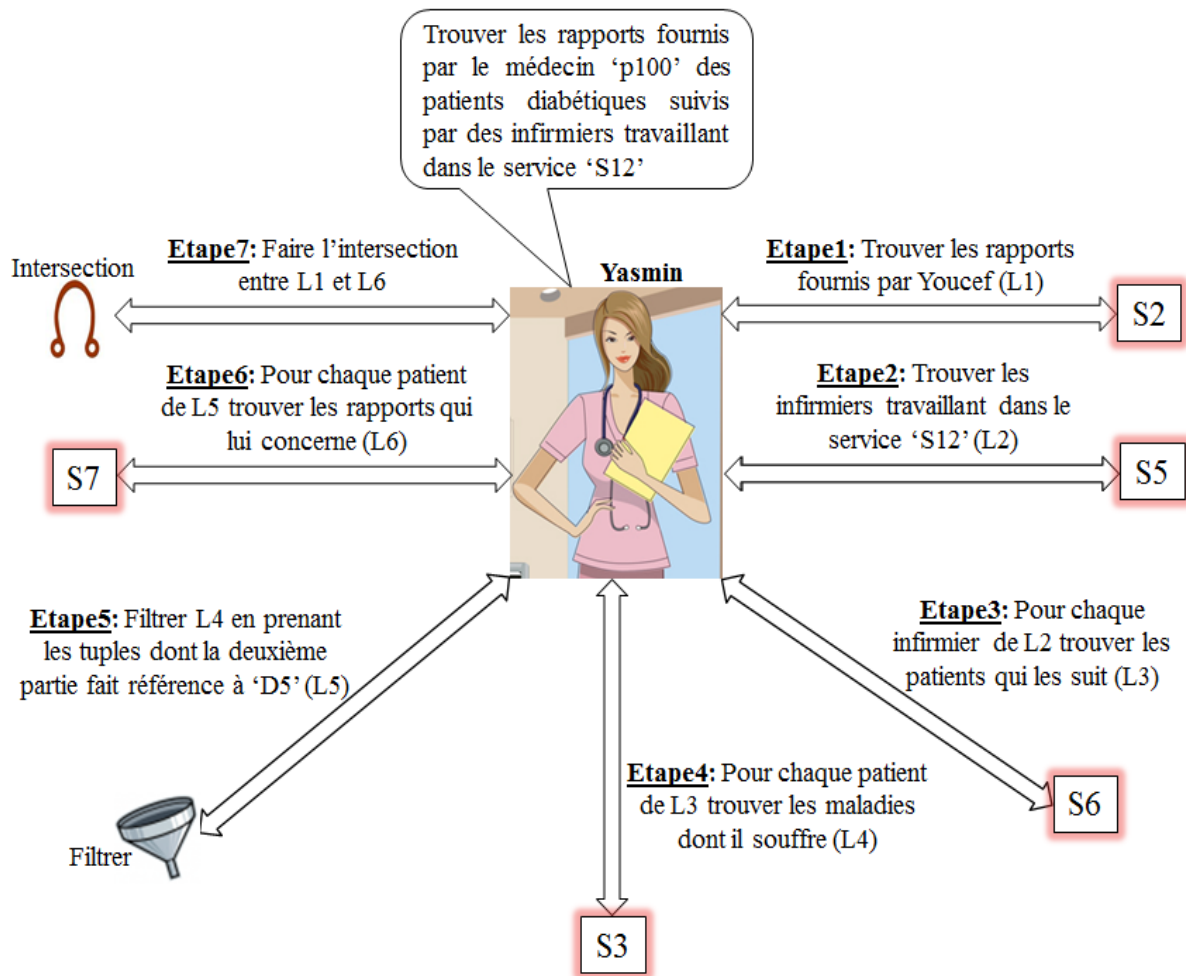 Trouver les rapports fournis
par le médecin ‘p100’ des
patients diabétiques suivis
par des infirmiers travaillant
dans le service ‘S12’
Etape7: Faire l’intersection
entre L1 et L6
Intersection
Yasmin
Etape1: Trouver les rapports
fournis par Youcef (L1)
S2
Etape6: Pour chaque patient
de L5 trouver les rapports qui
lui concerne (L6)
S7
Etape2: Trouver les
infirmiers travaillant dans le
service ‘S12’ (L2)
S5
Etape5: Filtrer L4 en prenant
les tuples dont la deuxième
partie fait référence à ‘D5’ (L5)
Filtrer
Etape3: Pour chaque
infirmier de L2 trouver les
patients qui les suit (L3)
S6
Etape4: Pour chaque patient
de L3 trouver les maladies
dont il souffre (L4)
S3